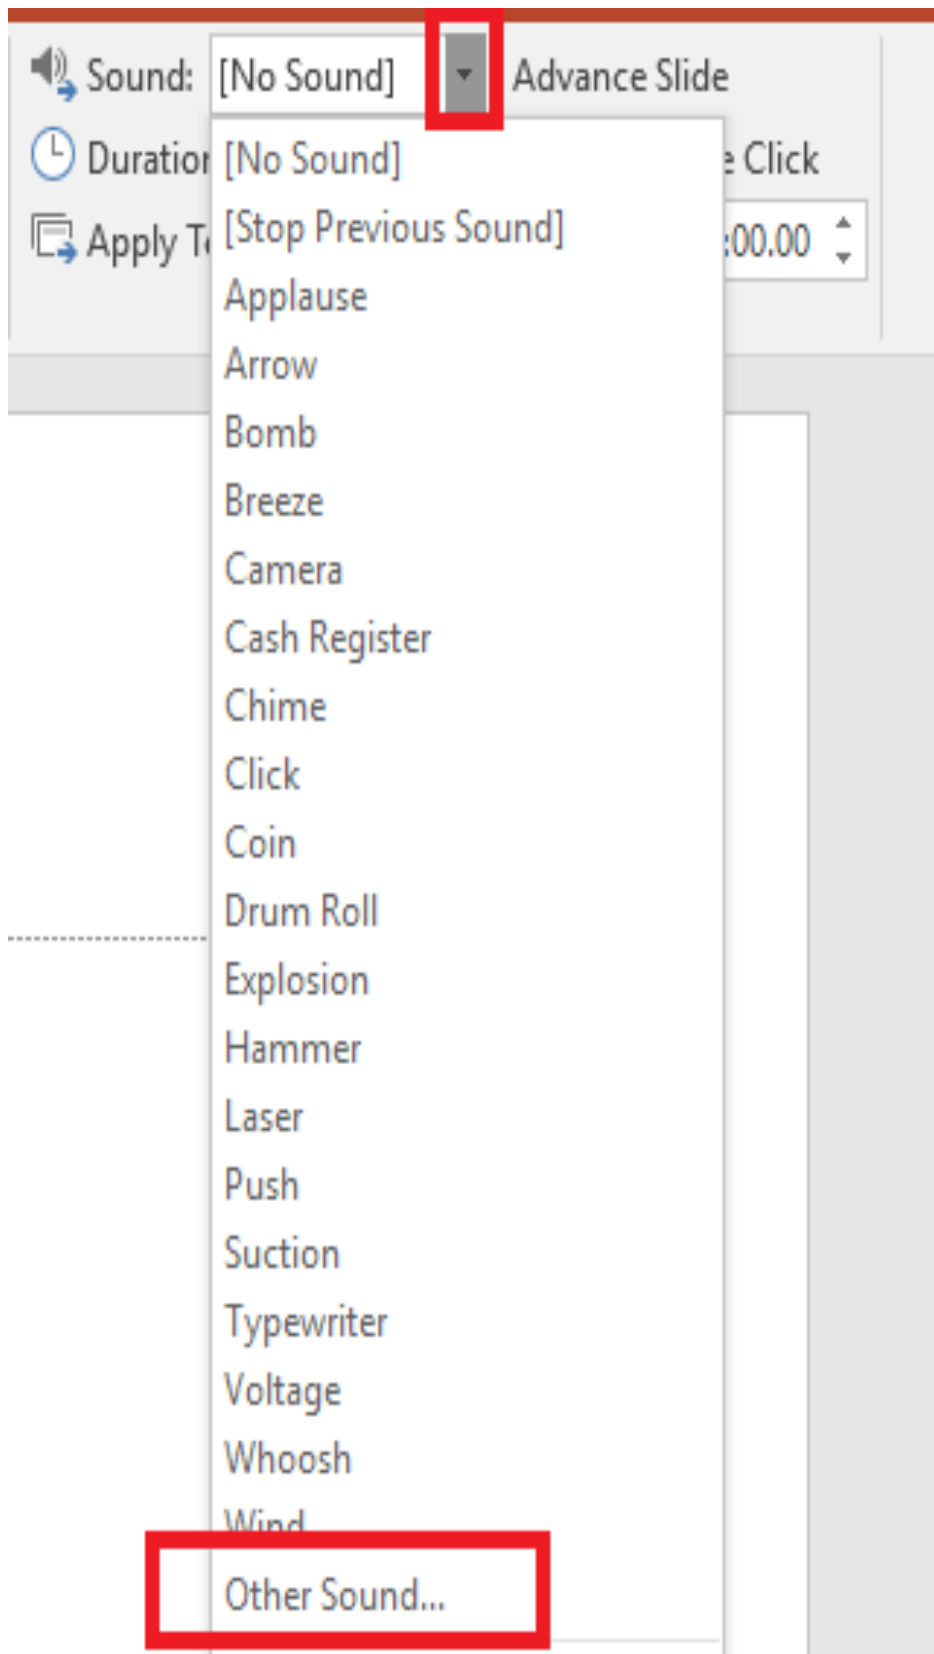 Sound: [No Sound] Advance Slide
Duration
Click
Apply
:00.00
[No Sound]
[Stop Previous Sound]
Applause
Arrow
Bomb
Breeze
Camera
Cash Register
Chime
Click
Coin
Drum Roll
Explosion
Hammer
Laser
Push
Suction
Typewriter
Voltage
Whoosh
Wind
Other Sound...